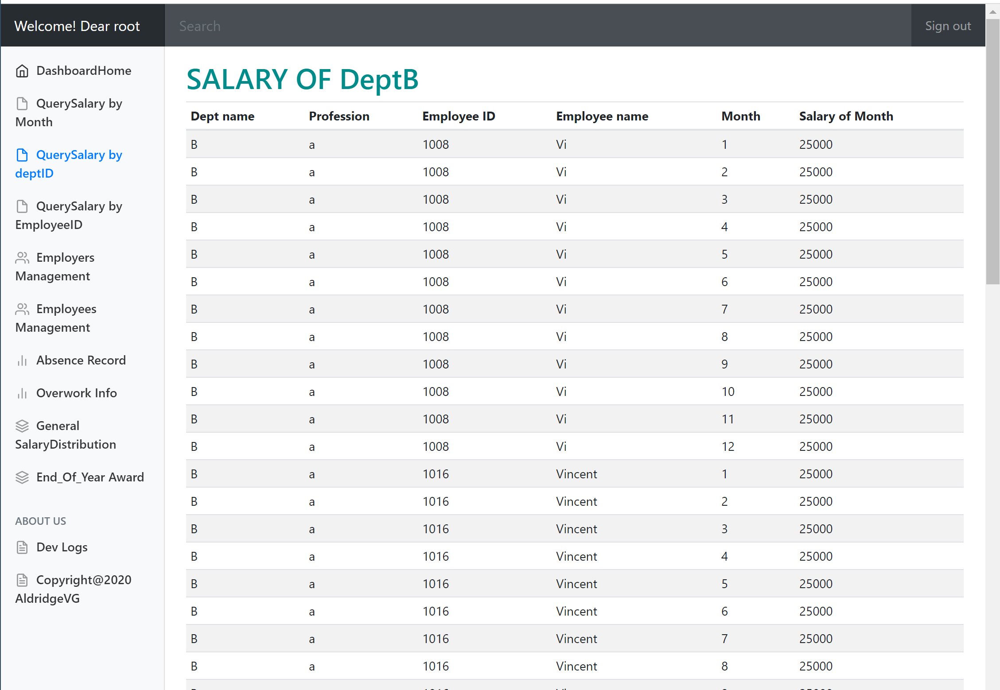 Welcome! Dear root
Search
Sign out
DashboardHome
QuerySalary by
Month
QuerySalary by
deptID
QuerySalary by
EmployeeID
Employers
Management
Employees
Management
Absence Record
Overwork Info
General
SalaryDistribution
End_Of_Year Award
ABOUT US
Dev Logs
Copyright@2020
AldridgeVG
SALARY OF DeptB
Dept name Profession Employee ID Employee name Month Salary of Month
B a 1008 Vi 1 25000
B a 1008 Vi 2 25000
B a 1008 Vi 3 25000
B a 1008 Vi 4 25000
B a 1008 Vi 5 25000
B a 1008 Vi 6 25000
B a 1008 Vi 7 25000
B a 1008 Vi 8 25000
B a 1008 Vi 9 25000
B a 1008 Vi 10 25000
B a 1008 Vi 11 25000
B a 1008 Vi 12 25000
B a 1016 Vincent 1 25000
B a 1016 Vincent 2 25000
B a 1016 Vincent 3 25000
B a 1016 Vincent 4 25000
B a 1016 Vincent 5 25000
B a 1016 Vincent 6 25000
B a 1016 Vincent 7 25000
B a 1016 Vincent 8 25000